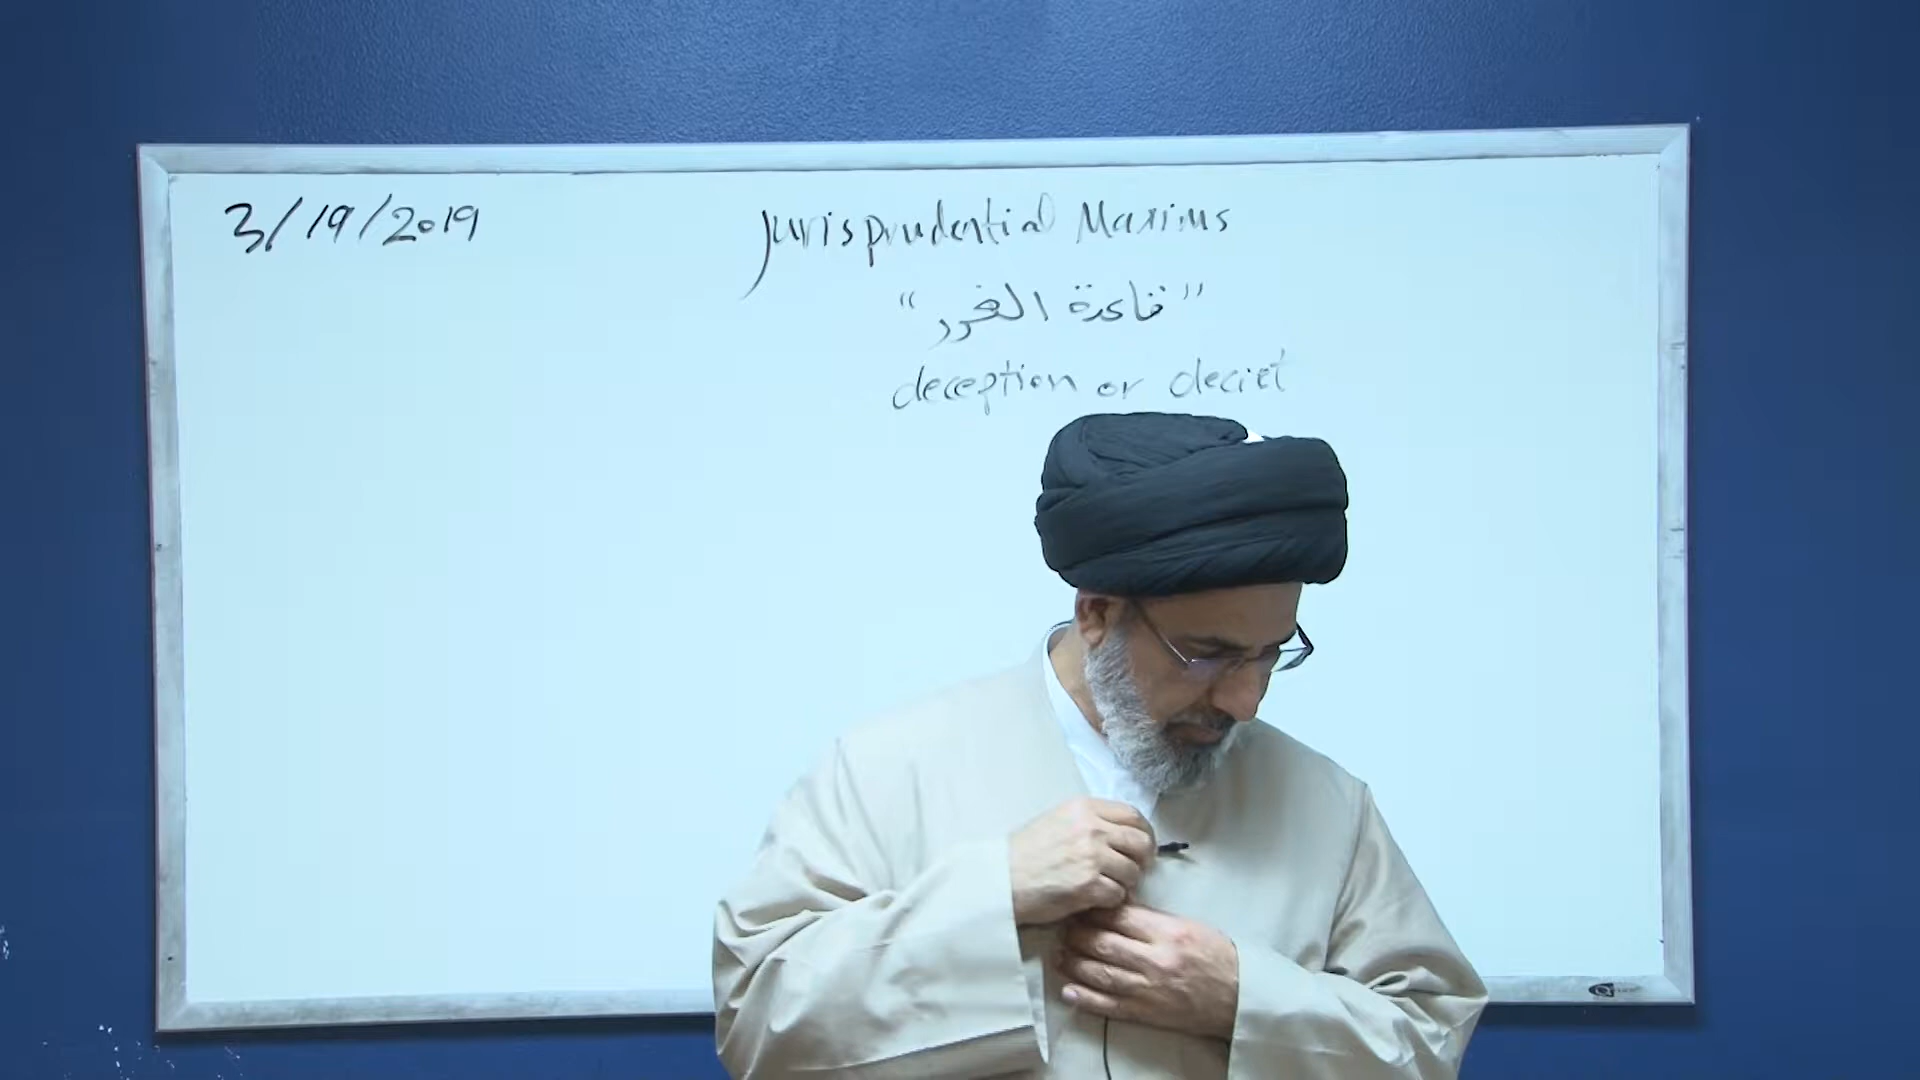 3/19/2019
Jurisprudential Maxims
"قاعدة الغرر"
deception or deciet